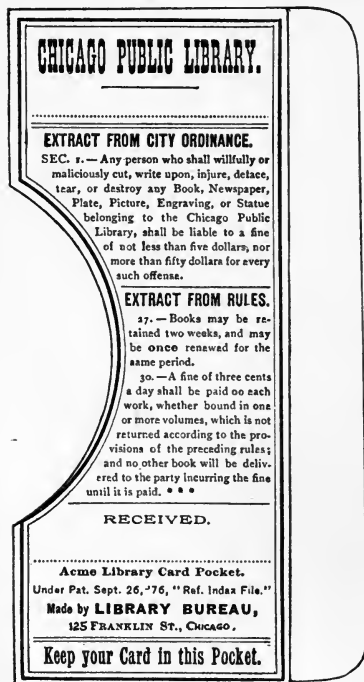 CHICAGO PUBLIC LIBRARY.
EXTRACT FROM CITY ORDINANCE.
SEC. 1.—Any person who shall willfully or
maliciously cut, write upon, injure, deface,
tear, or destroy any Book, Newspaper,
Plate, Picture, Engraving, or Statue
belonging to the Chicago Public
Library, shall be liable to a fine
of not less than five dollars, nor
more than fifty dollars for every
such offense.
EXTRACT FROM RULES.
27.—Books may be re-
tained two weeks, and may
be once renewed for the
same period.
30.—A fine of three cents
a day shall be paid on each
work, whether bound in one
or more volumes, which is not
returned according to the pro-
visions of the preceding rules;
and no other book will be deliv-
ered to the party incurring the fine
until it is paid. * * *
RECEIVED.
Acme Library Card Pocket.
Under Pat. Sept. 26, '76, "Ref. Index File."
Made by LIBRARY BUREAU,
125 FRANKLIN ST., CHICAGO.
Keep your Card in this Pocket.